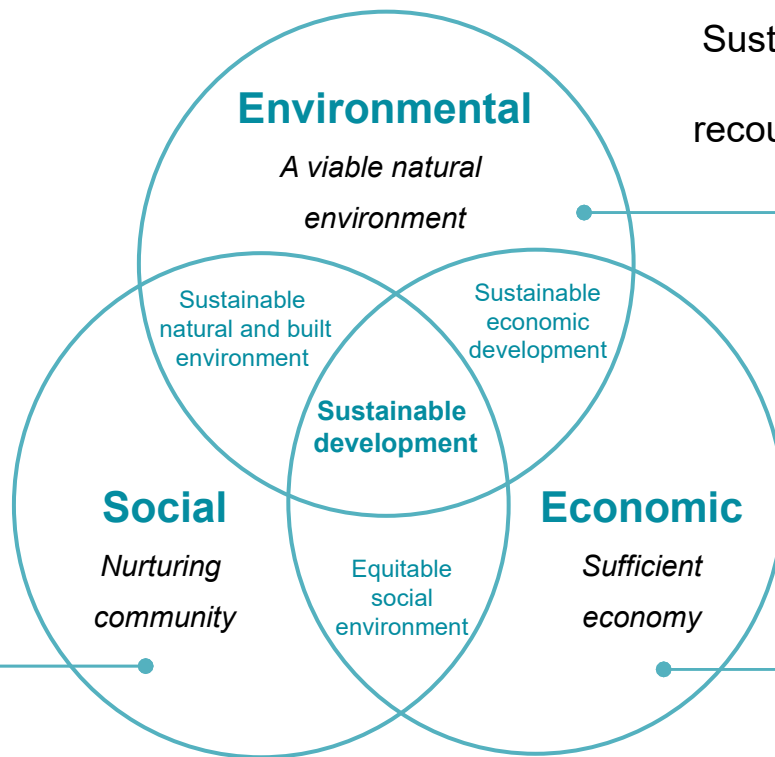 Sust
recou
Environmental
A viable natural
environment
Sustainable
natural and built
environment
Sustainable
economic
development
Sustainable
development
Social
Nurturing
community
Economic
Sufficient
economy
Equitable
social
environment